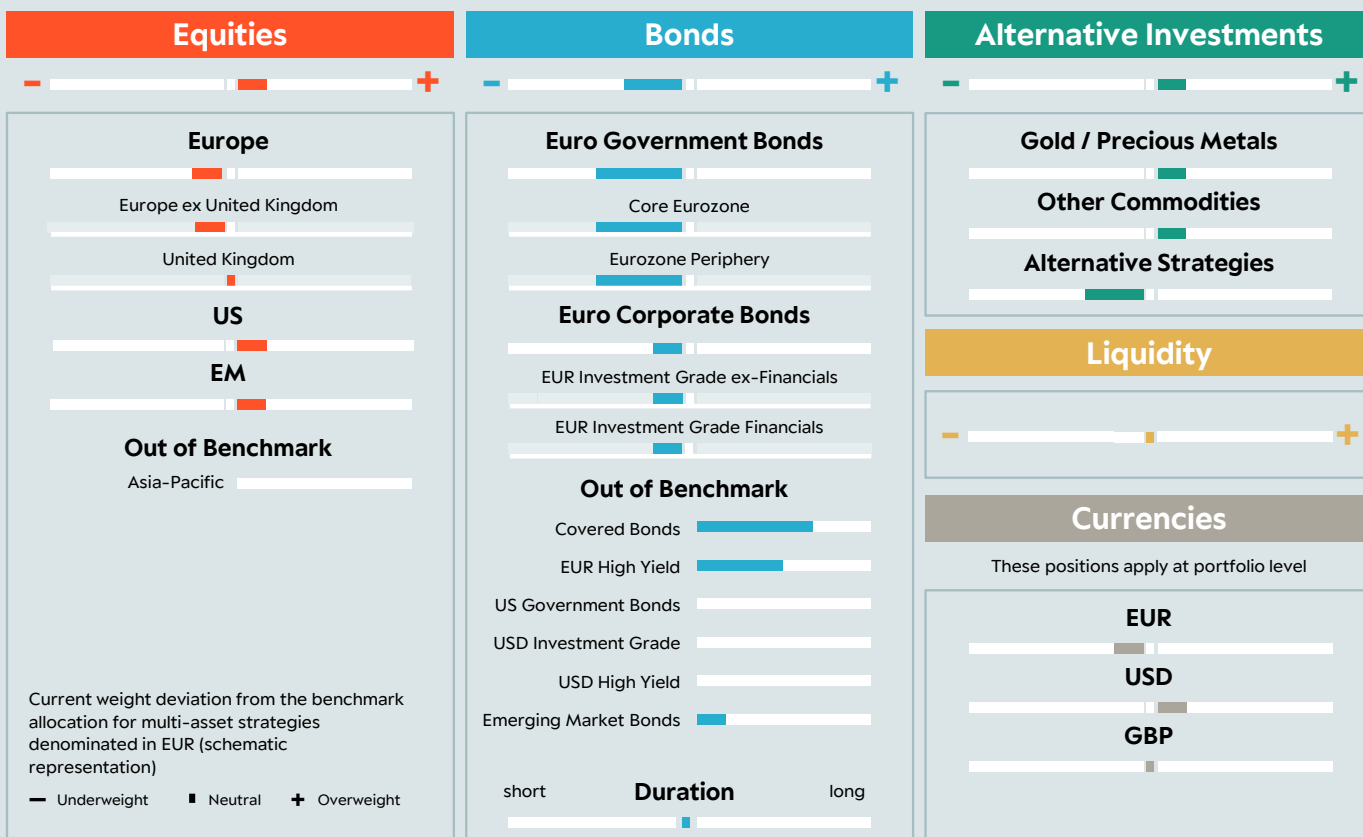 Equities
− +
Europe
Europe ex United Kingdom
United Kingdom
US
EM
Out of Benchmark
Asia-Pacific
Current weight deviation from the benchmark
allocation for multi-asset strategies
denominated in EUR (schematic
representation)
− Underweight ▮ Neutral + Overweight
Bonds
− +
Euro Government Bonds
Core Eurozone
Eurozone Periphery
Euro Corporate Bonds
EUR Investment Grade ex-Financials
EUR Investment Grade Financials
Out of Benchmark
Covered Bonds
EUR High Yield
US Government Bonds
USD Investment Grade
USD High Yield
Emerging Market Bonds
short Duration long
Alternative Investments
− +
Gold / Precious Metals
Other Commodities
Alternative Strategies
Liquidity
− +
Currencies
These positions apply at portfolio level
EUR
USD
GBP